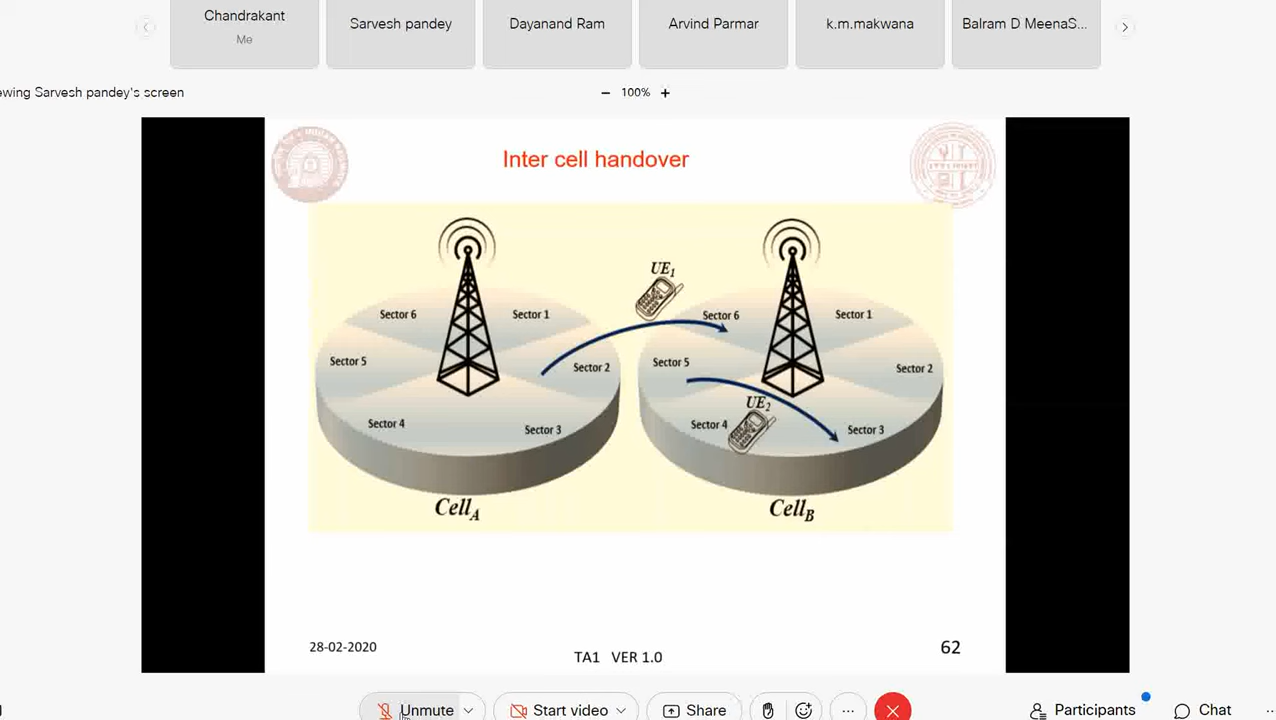 Chandrakant
Me
Sarvesh pandey
Dayanand Ram
Arvind Parmar
k.m.makwana
Balram D MeenaS...
ewing Sarvesh pandey's screen
100%
Inter cell handover
UE1
Sector 6
Sector 1
Sector 5
Sector 2
Sector 4
Sector 3
CellA
Sector 6
Sector 1
Sector 5
Sector 2
UE2
Sector 4
Sector 3
CellB
28-02-2020
TA1 VER 1.0
62
Unmute
Start video
Share
Participants
Chat